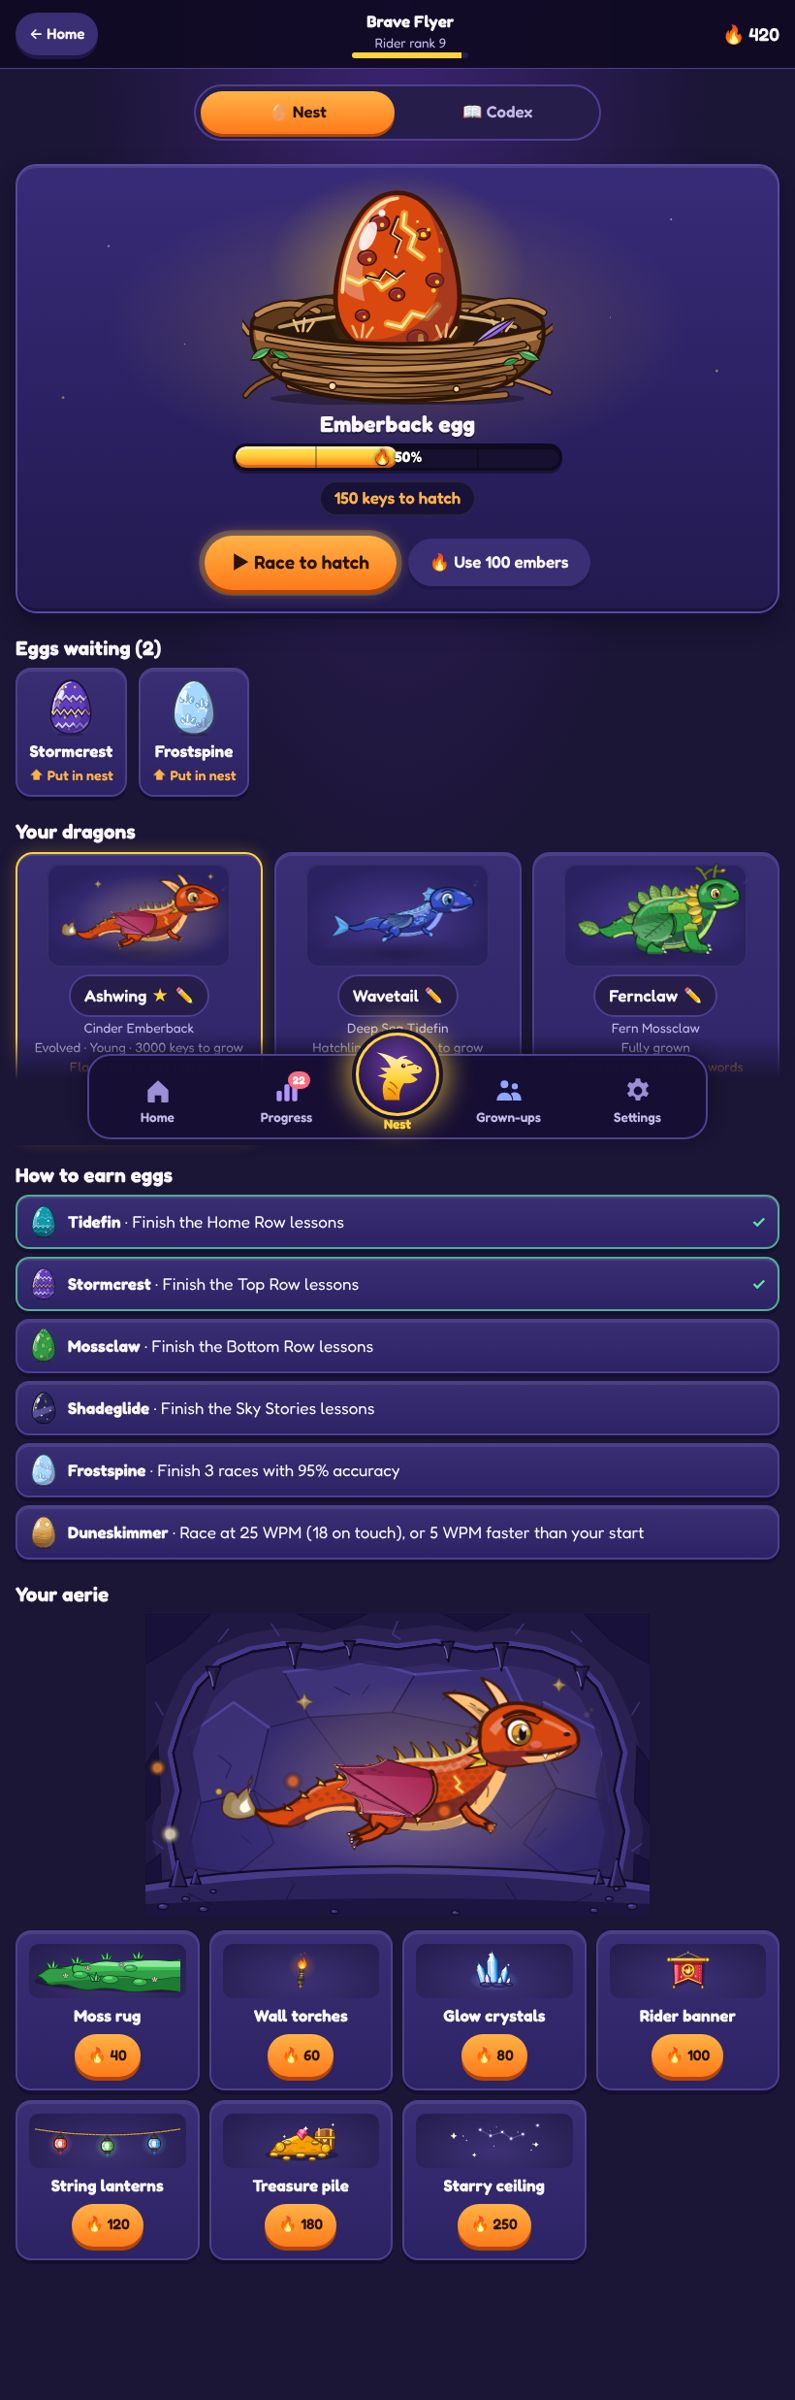 ← Home
Brave Flyer
Rider rank 9
420
Nest
Codex
Emberback egg
50%
150 keys to hatch
Race to hatch
Use 100 embers
Eggs waiting (2)
Stormcrest
Put in nest
Frostspine
Put in nest
Your dragons
Ashwing
Cinder Emberback
Evolved · Young · 3000 keys to grow
Wavetail
Deep Sea Tidefin
to grow
Fernclaw
Fern Mossclaw
Fully grown
words
Home
22
Progress
Nest
Grown-ups
Settings
How to earn eggs
Tidefin · Finish the Home Row lessons
Stormcrest · Finish the Top Row lessons
Mossclaw · Finish the Bottom Row lessons
Shadeglide · Finish the Sky Stories lessons
Frostspine · Finish 3 races with 95% accuracy
Duneskimmer · Race at 25 WPM (18 on touch), or 5 WPM faster than your start
Your aerie
Moss rug
40
Wall torches
60
Glow crystals
80
Rider banner
100
String lanterns
120
Treasure pile
180
Starry ceiling
250